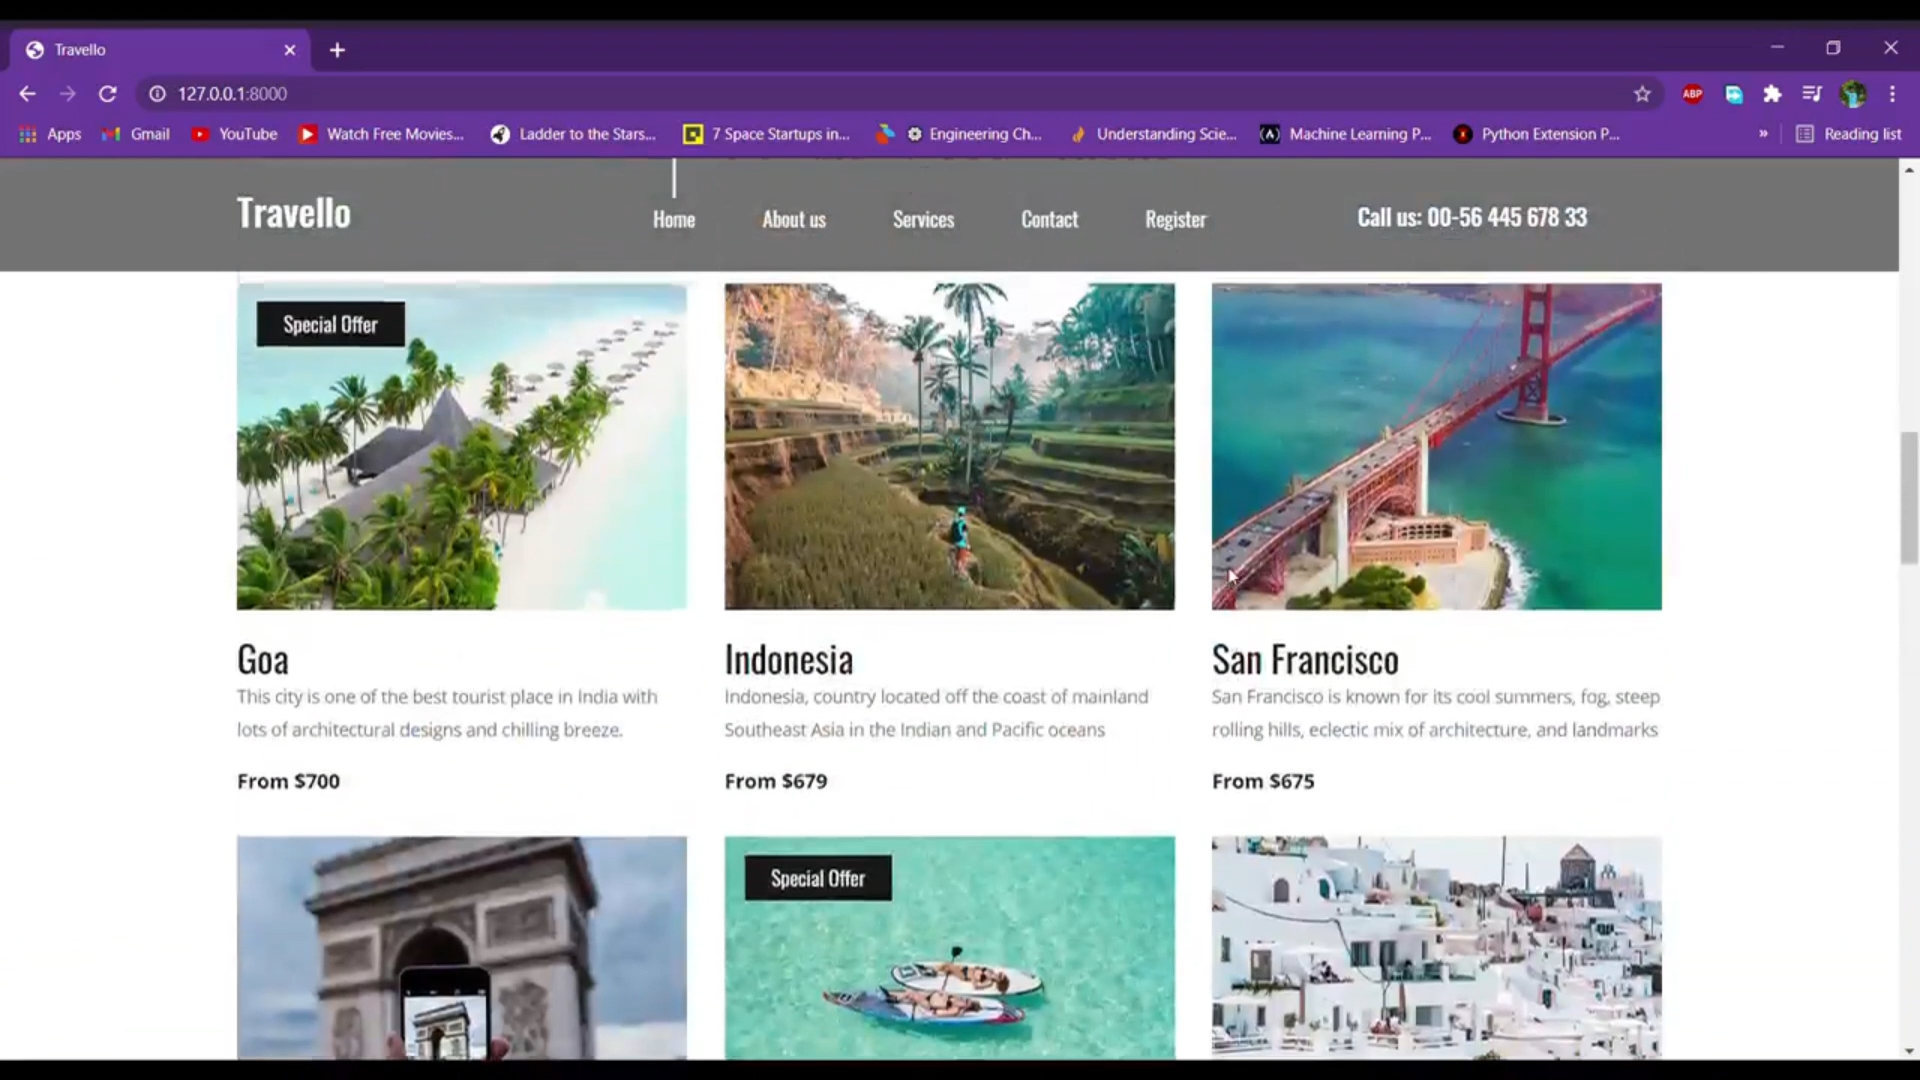 Travello
127.0.0.1:8000
Apps Gmail YouTube Watch Free Movies... Ladder to the Stars... 7 Space Startups in... Engineering Ch... Understanding Scie... Machine Learning P... Python Extension P... » Reading list
Travello Home About us Services Contact Register Call us: 00-56 445 678 33
Special Offer
Goa
This city is one of the best tourist place in India with
lots of architectural designs and chilling breeze.
From $700
Indonesia
Indonesia, country located off the coast of mainland
Southeast Asia in the Indian and Pacific oceans
From $679
San Francisco
San Francisco is known for its cool summers, fog, steep
rolling hills, eclectic mix of architecture, and landmarks
From $675
Special Offer